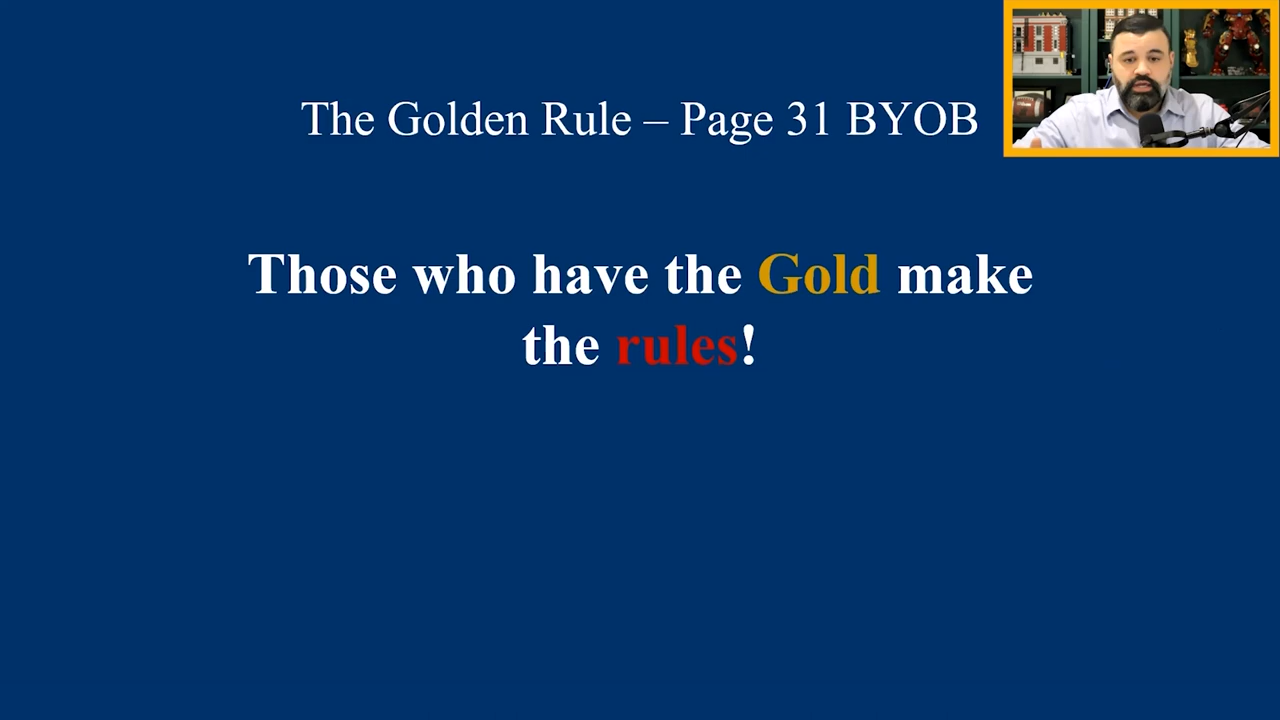 The Golden Rule – Page 31 BYOB
Those who have the Gold make
the rules!